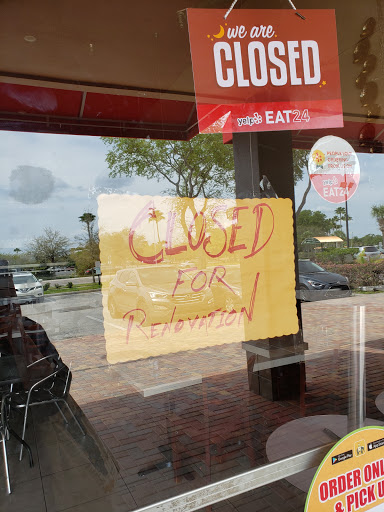 we are
CLOSED
yelp's EAT24
EAT24
CLOSED
FOR
RENOVATION
ORDER ONL
& PICK U